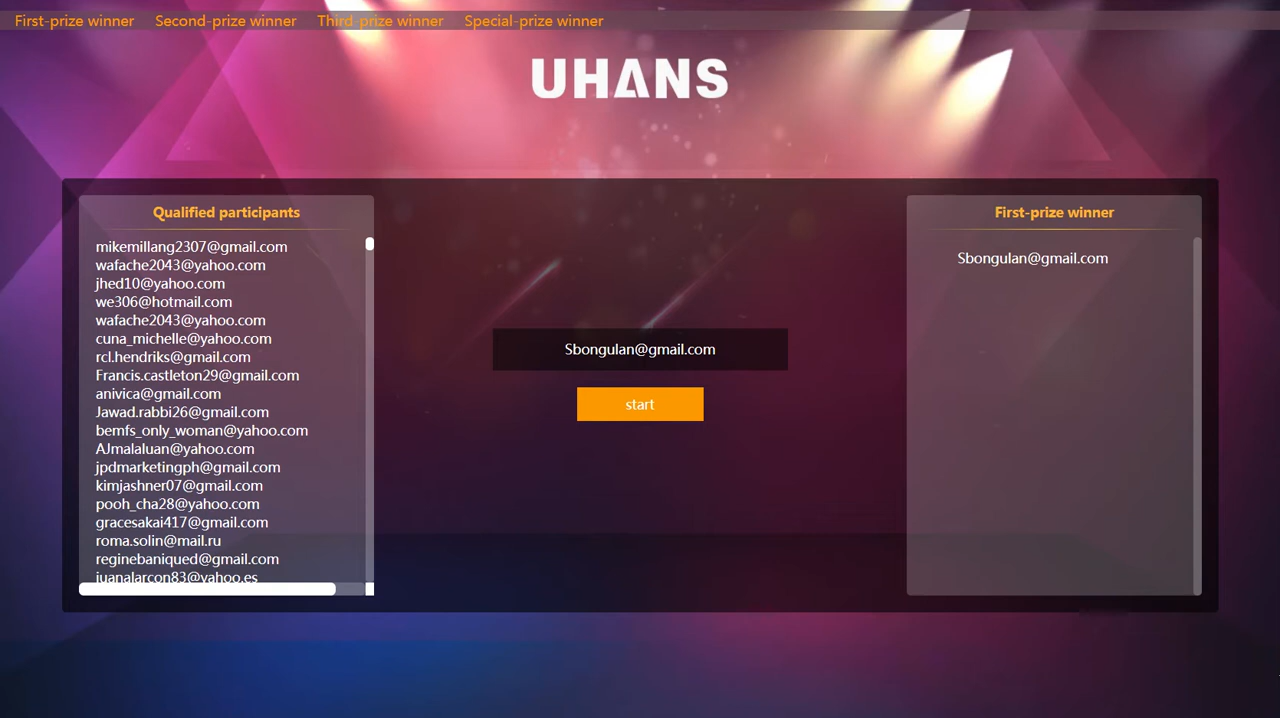 First-prize winner Second-prize winner Third-prize winner Special-prize winner
UHANS
Qualified participants
mikemillang2307@gmail.com
wafache2043@yahoo.com
jhed10@yahoo.com
we306@hotmail.com
wafache2043@yahoo.com
cuna_michelle@yahoo.com
rcl.hendriks@gmail.com
Francis.castleton29@gmail.com
anivica@gmail.com
Jawad.rabbi26@gmail.com
bemfs_only_woman@yahoo.com
AJmalaluan@yahoo.com
jpdmarketingph@gmail.com
kimjashner07@gmail.com
pooh_cha28@yahoo.com
gracesakai417@gmail.com
roma.solin@mail.ru
reginebaniqued@gmail.com
juanalarcon83@yahoo.es
Sbongulan@gmail.com
start
First-prize winner
Sbongulan@gmail.com